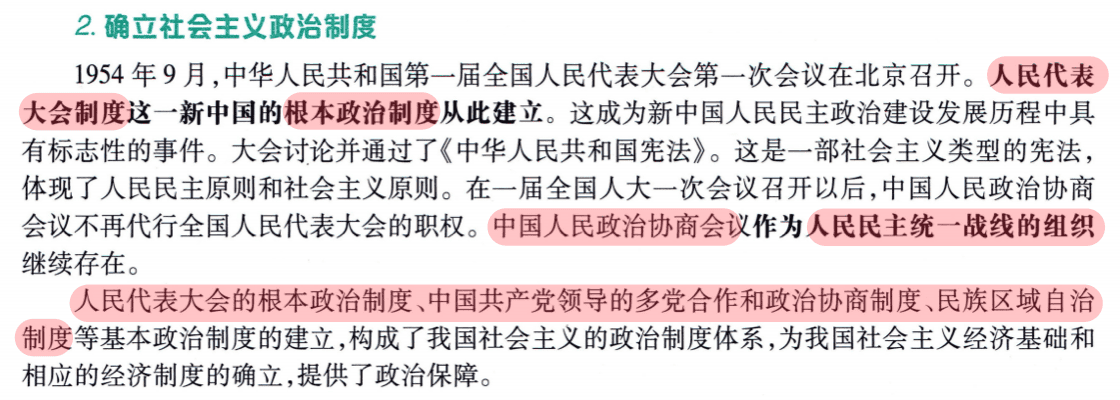 2. 确立社会主义政治制度
1954 年 9 月,中华人民共和国第一届全国人民代表大会第一次会议在北京召开。人民代表
大会制度这一新中国的根本政治制度从此建立。这成为新中国人民民主政治建设发展历程中具
有标志性的事件。大会讨论并通过了《中华人民共和国宪法》。这是一部社会主义类型的宪法,
体现了人民民主原则和社会主义原则。在一届全国人大一次会议召开以后,中国人民政治协商
会议不再代行全国人民代表大会的职权。中国人民政治协商会议作为人民民主统一战线的组织
继续存在。
人民代表大会的根本政治制度、中国共产党领导的多党合作和政治协商制度、民族区域自治
制度等基本政治制度的建立,构成了我国社会主义的政治制度体系,为我国社会主义经济基础和
相应的经济制度的确立,提供了政治保障。